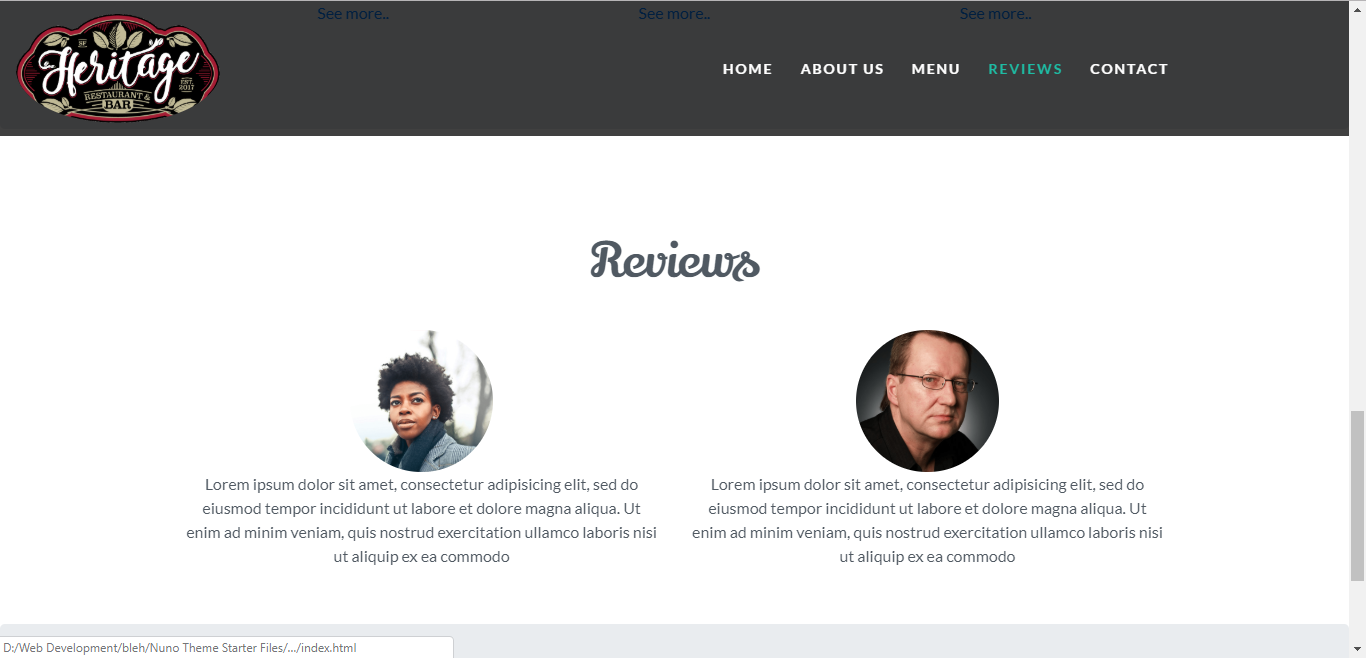 See more.. See more.. See more..
SF
Heritage
EST.
2017
RESTAURANT &
BAR
HOME ABOUT US MENU REVIEWS CONTACT
Reviews
Lorem ipsum dolor sit amet, consectetur adipisicing elit, sed do
eiusmod tempor incididunt ut labore et dolore magna aliqua. Ut
enim ad minim veniam, quis nostrud exercitation ullamco laboris nisi
ut aliquip ex ea commodo
Lorem ipsum dolor sit amet, consectetur adipisicing elit, sed do
eiusmod tempor incididunt ut labore et dolore magna aliqua. Ut
enim ad minim veniam, quis nostrud exercitation ullamco laboris nisi
ut aliquip ex ea commodo
D:/Web Development/bleh/Nuno Theme Starter Files/.../index.html